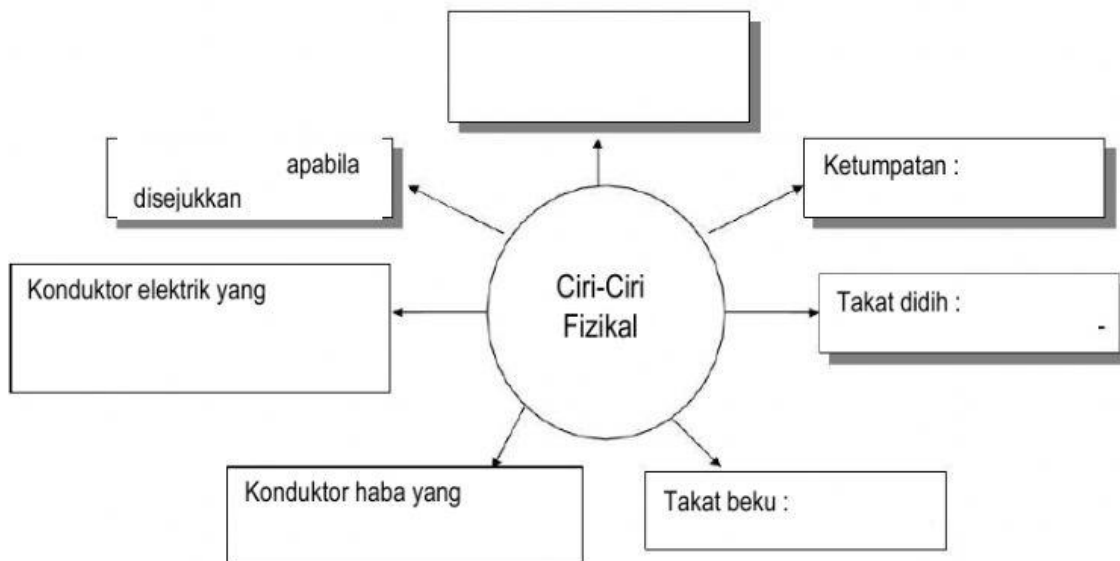 apabila
disejukkan
Ketumpatan :
Konduktor elektrik yang
Ciri-Ciri
Fizikal
Takat didih :
-
Konduktor haba yang
Takat beku :